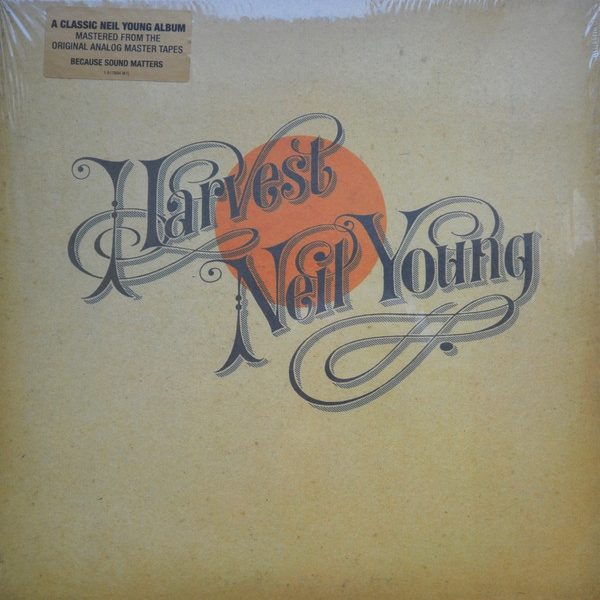 A CLASSIC NEIL YOUNG ALBUM
MASTERED FROM THE
ORIGINAL ANALOG MASTER TAPES
BECAUSE SOUND MATTERS
Harvest
Neil Young